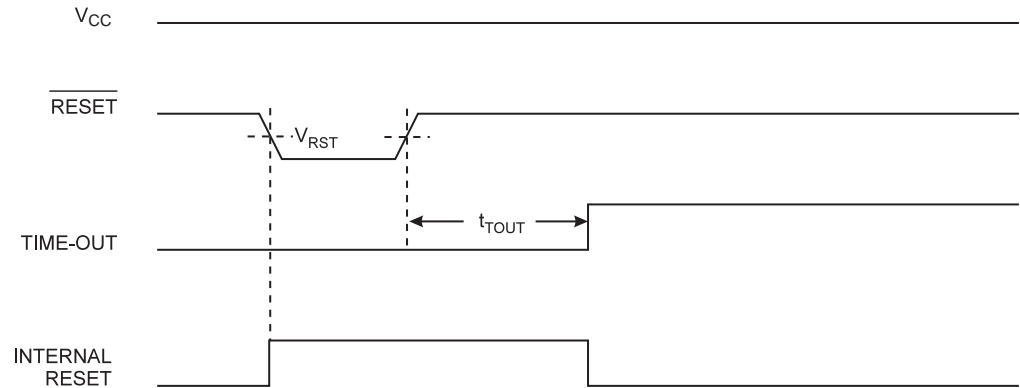 VCC
RESET
VRST
tTOUT
TIME-OUT
INTERNAL
RESET